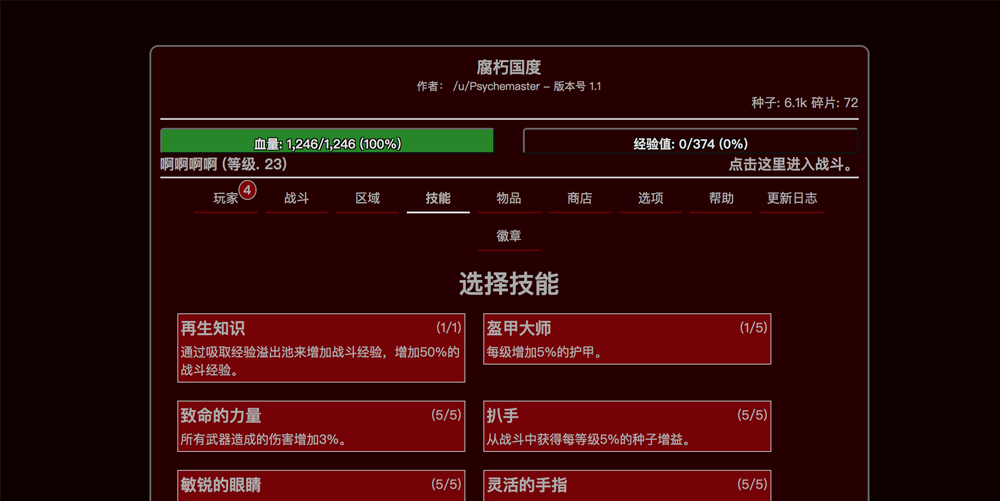 腐朽国度
作者： /u/Psychemaster - 版本号 1.1
种子: 6.1k 碎片: 72
血量: 1,246/1,246 (100%)
经验值: 0/374 (0%)
啊啊啊啊 (等级. 23)
点击这里进入战斗。
玩家 4 战斗 区域 技能 物品 商店 选项 帮助 更新日志
徽章
选择技能
再生知识 (1/1)
通过吸取经验溢出池来增加战斗经验，增加50%的
战斗经验。
盔甲大师 (1/5)
每级增加5%的护甲。
致命的力量 (5/5)
所有武器造成的伤害增加3%。
扒手 (5/5)
从战斗中获得每等级5%的种子增益。
敏锐的眼睛 (5/5)
灵活的手指 (5/5)